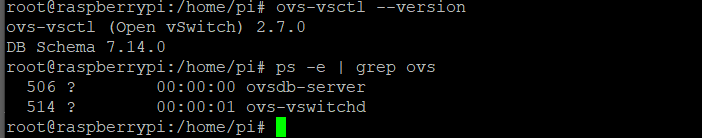 root@raspberrypi:/home/pi# ovs-vsctl --version
ovs-vsctl (Open vSwitch) 2.7.0
DB Schema 7.14.0
root@raspberrypi:/home/pi# ps -e | grep ovs
506 ? 00:00:00 ovsdb-server
514 ? 00:00:01 ovs-vswitchd
root@raspberrypi:/home/pi#